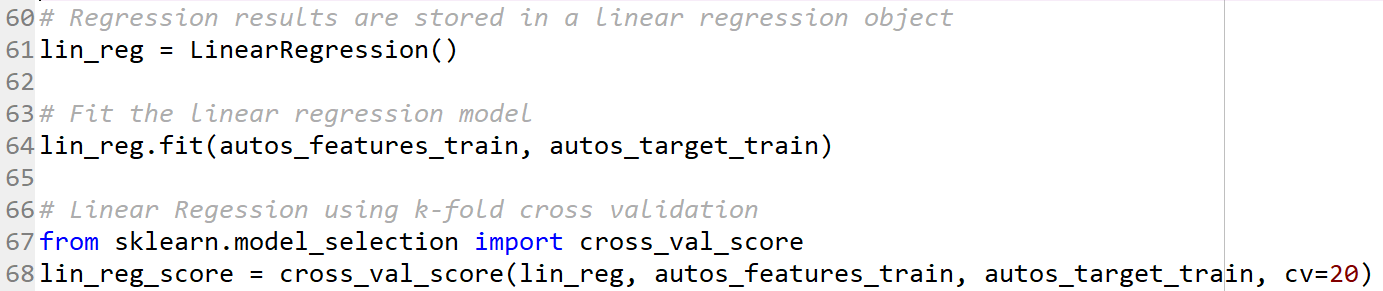 60 # Regression results are stored in a linear regression object
61 lin_reg = LinearRegression()
62
63 # Fit the linear regression model
64 lin_reg.fit(autos_features_train, autos_target_train)
65
66 # Linear Regession using k-fold cross validation
67 from sklearn.model_selection import cross_val_score
68 lin_reg_score = cross_val_score(lin_reg, autos_features_train, autos_target_train, cv=20)